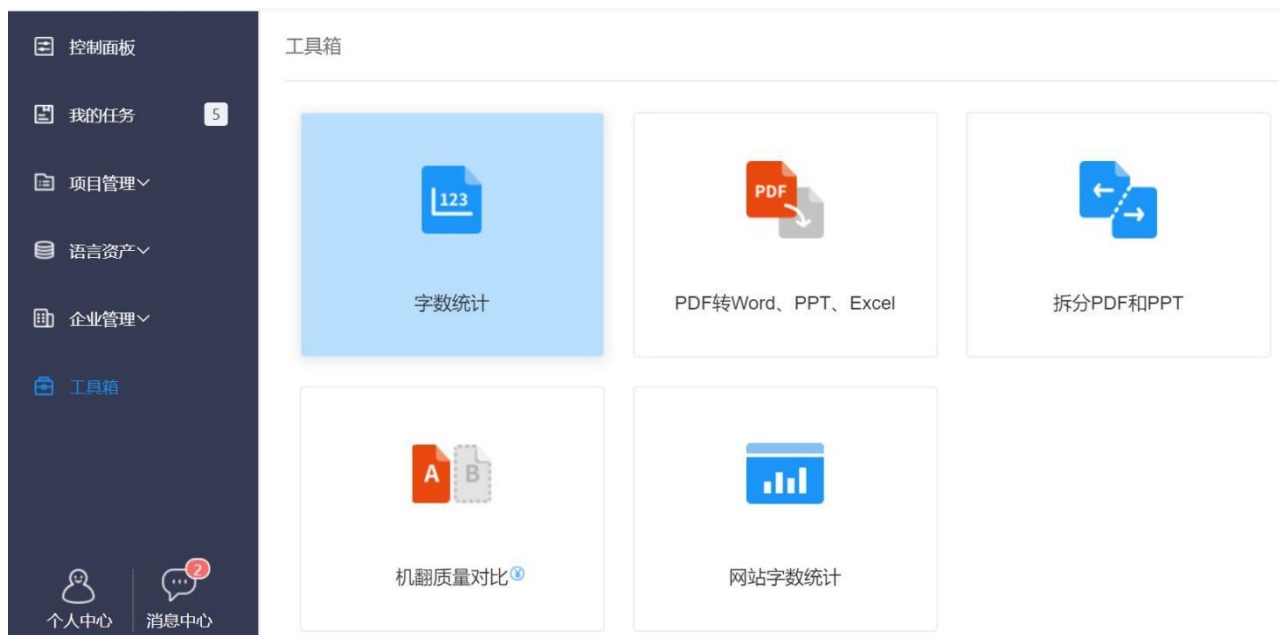 控制面板
我的任务 5
项目管理
语言资产
企业管理
工具箱
个人中心
2
消息中心
工具箱
123
字数统计
PDF
PDF转Word、PPT、Excel
拆分PDF和PPT
A B
机翻质量对比¥
网站字数统计